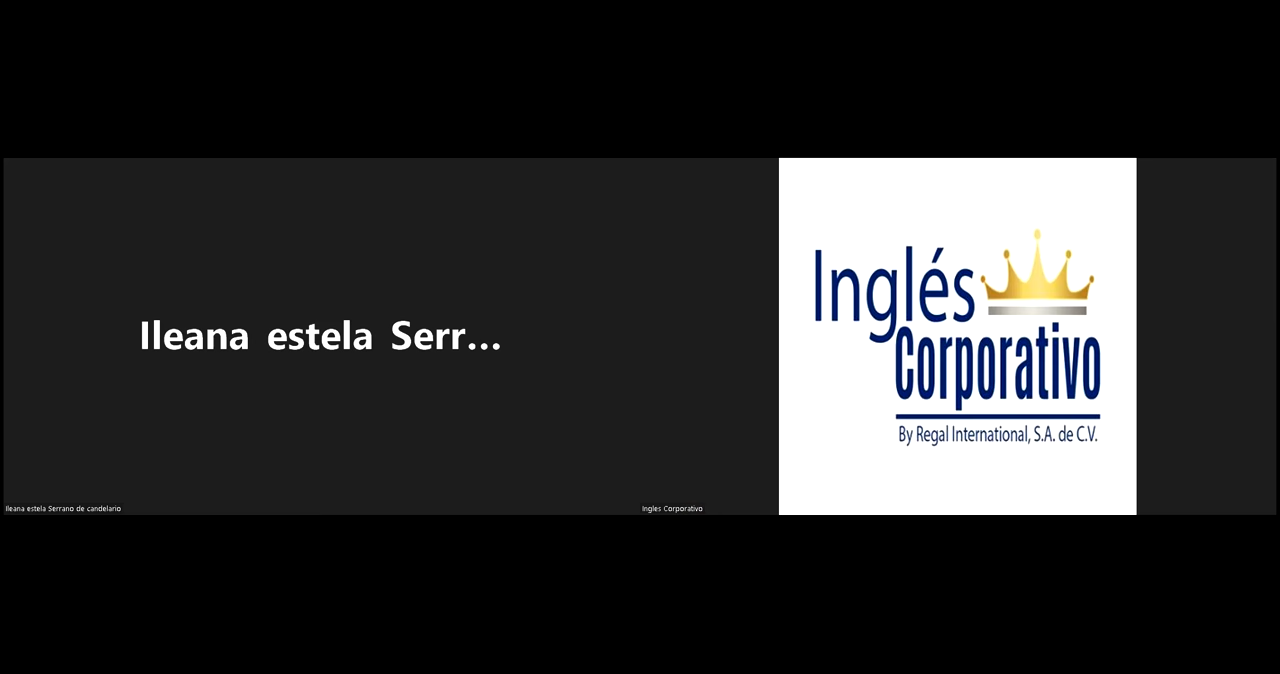 Ileana estela Serr...
Ileana estela Serrano de candelario
Inglés
Corporativo
By Regal International, S.A. de C.V.
Ingles Corporativo